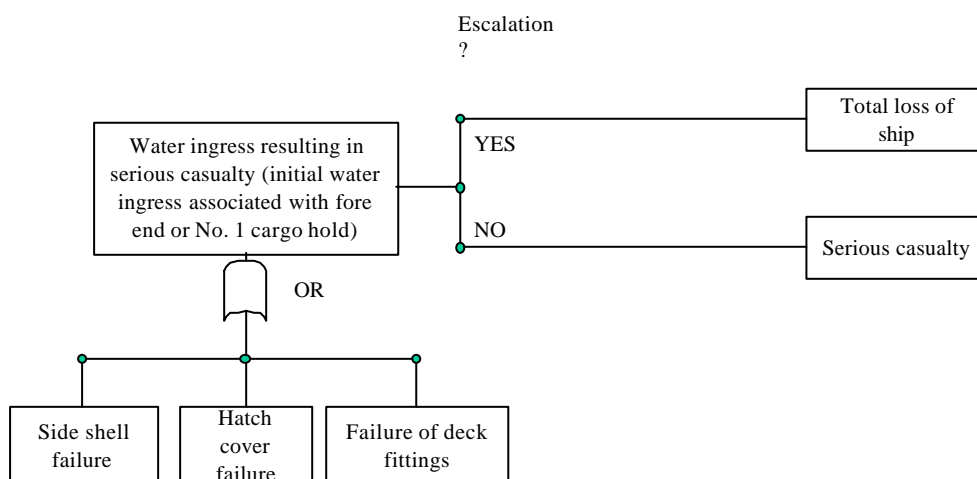 Escalation
?
Total loss of
ship
Water ingress resulting in
serious casualty (initial water
ingress associated with fore
end or No. 1 cargo hold)
YES
NO
Serious casualty
OR
Side shell
failure
Hatch
cover
failure
Failure of deck
fittings